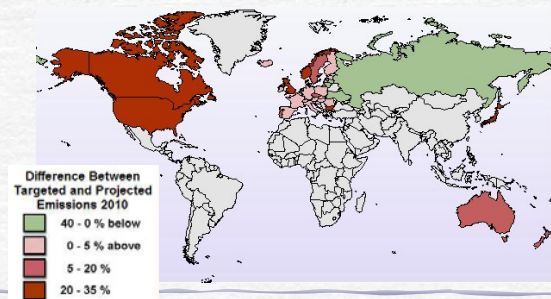 Difference Between
Targeted and Projected
Emissions 2010
40 - 0 % below
0 - 5 % above
5 - 20 %
20 - 35 %